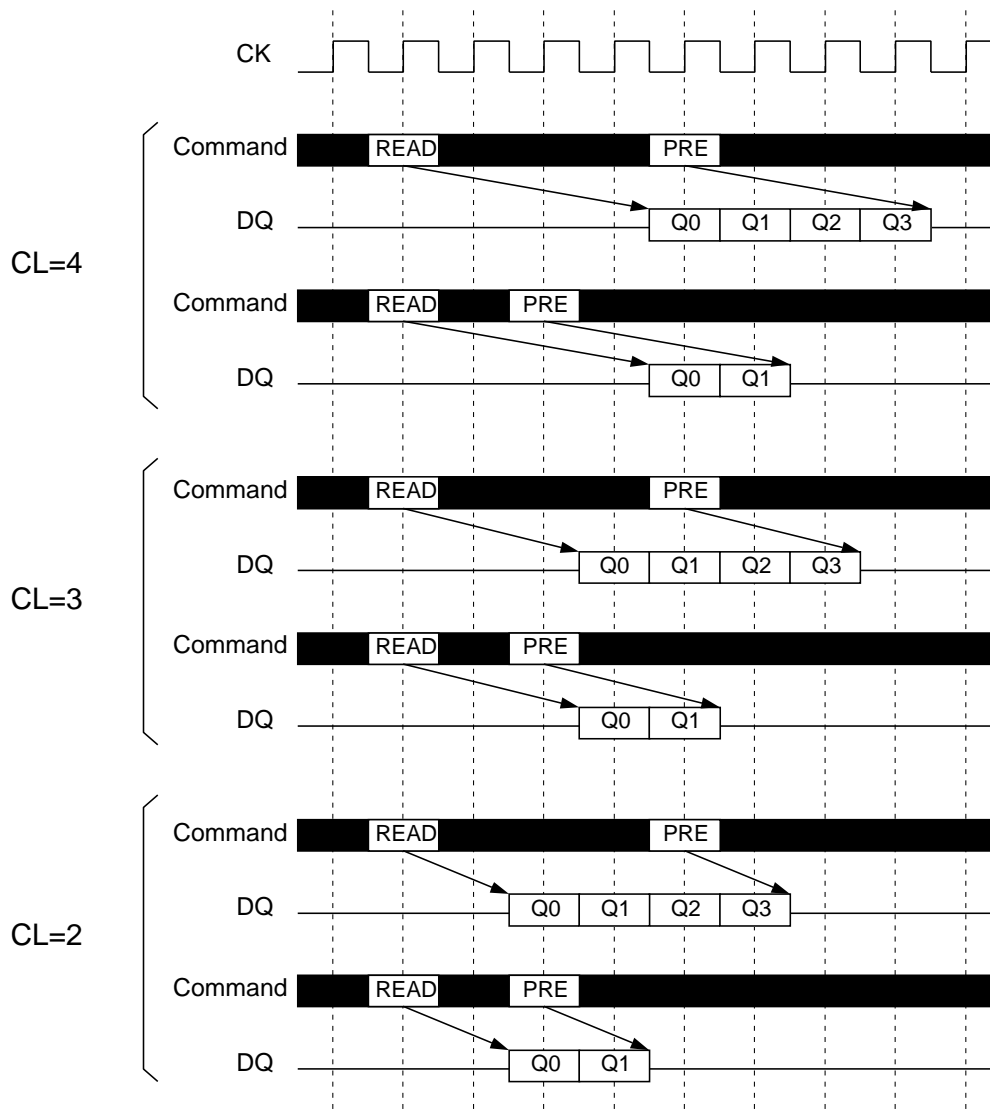 CK
CL=4
Command READ PRE
DQ Q0 Q1 Q2 Q3
Command READ PRE
DQ Q0 Q1
CL=3
Command READ PRE
DQ Q0 Q1 Q2 Q3
Command READ PRE
DQ Q0 Q1
CL=2
Command READ PRE
DQ Q0 Q1 Q2 Q3
Command READ PRE
DQ Q0 Q1